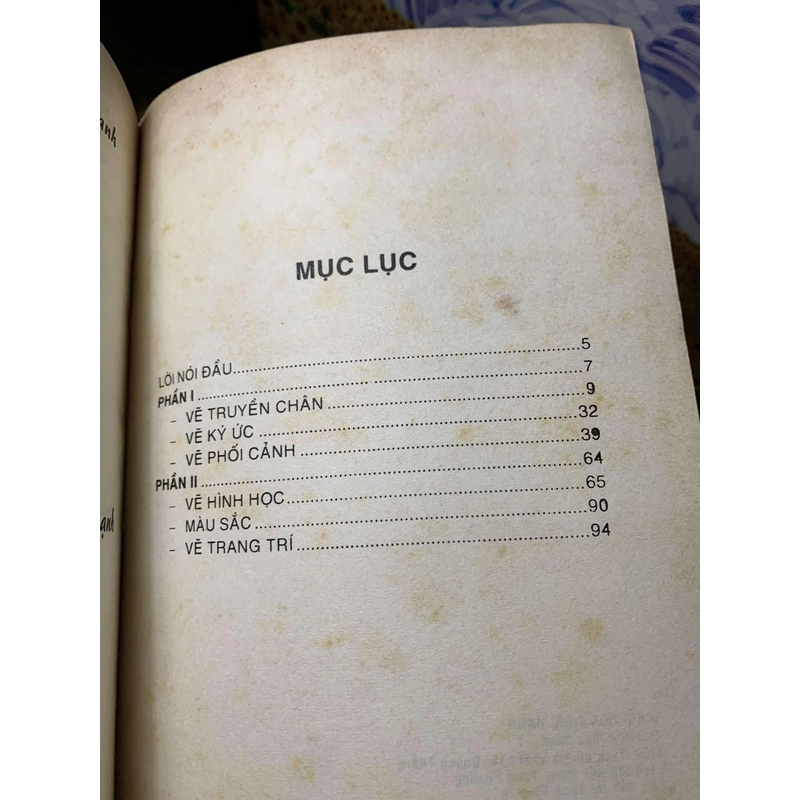 MỤC LỤC
LỜI NÓI ĐẦU..........5
PHẦN I..........7
- VẼ TRUYỀN CHÂN..........9
- VẼ KÝ ỨC..........32
- VẼ PHỐI CẢNH..........39
PHẦN II..........64
- VẼ HÌNH HỌC..........65
- MÀU SẮC..........90
- VẼ TRANG TRÍ..........94